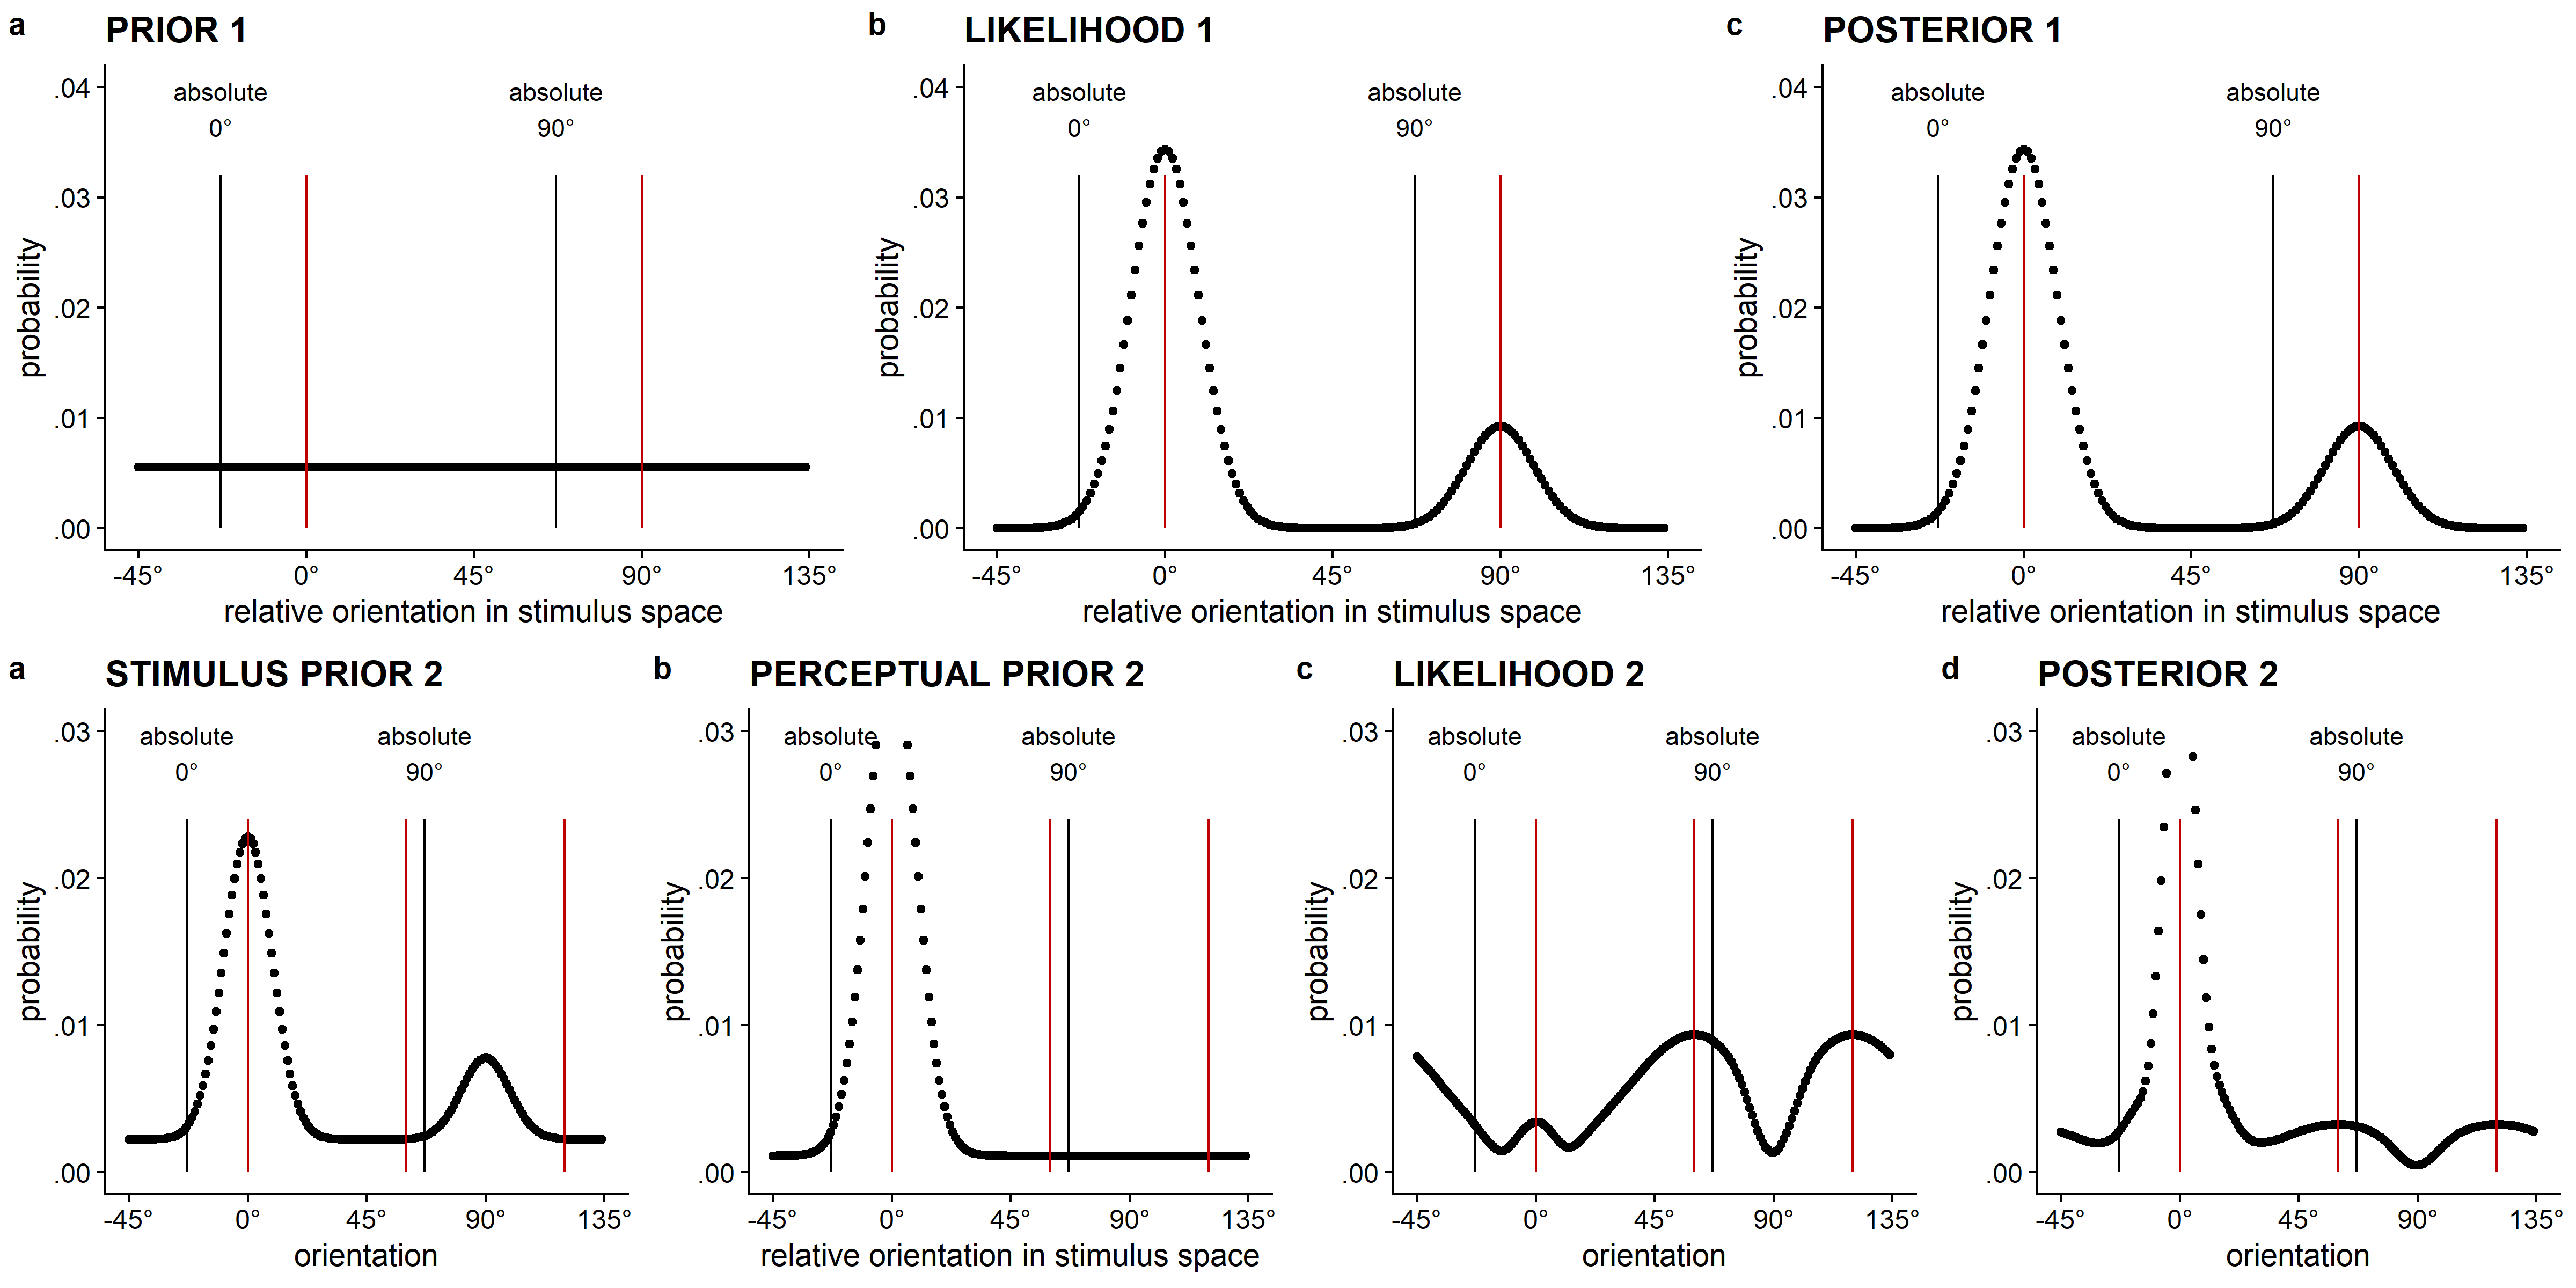 a PRIOR 1
absolute
0°
absolute
90°
.04
.03
.02
.01
.00
probability
-45° 0° 45° 90° 135°
relative orientation in stimulus space
b LIKELIHOOD 1
absolute
0°
absolute
90°
.04
.03
.02
.01
.00
probability
-45° 0° 45° 90° 135°
relative orientation in stimulus space
c POSTERIOR 1
absolute
0°
absolute
90°
.04
.03
.02
.01
.00
probability
-45° 0° 45° 90° 135°
relative orientation in stimulus space
a STIMULUS PRIOR 2
absolute
0°
absolute
90°
.03
.02
.01
.00
probability
-45° 0° 45° 90° 135°
orientation
b PERCEPTUAL PRIOR 2
absolute
0°
absolute
90°
.03
.02
.01
.00
probability
-45° 0° 45° 90° 135°
relative orientation in stimulus space
c LIKELIHOOD 2
absolute
0°
absolute
90°
.03
.02
.01
.00
probability
-45° 0° 45° 90° 135°
orientation
d POSTERIOR 2
absolute
0°
absolute
90°
.03
.02
.01
.00
probability
-45° 0° 45° 90° 135°
orientation